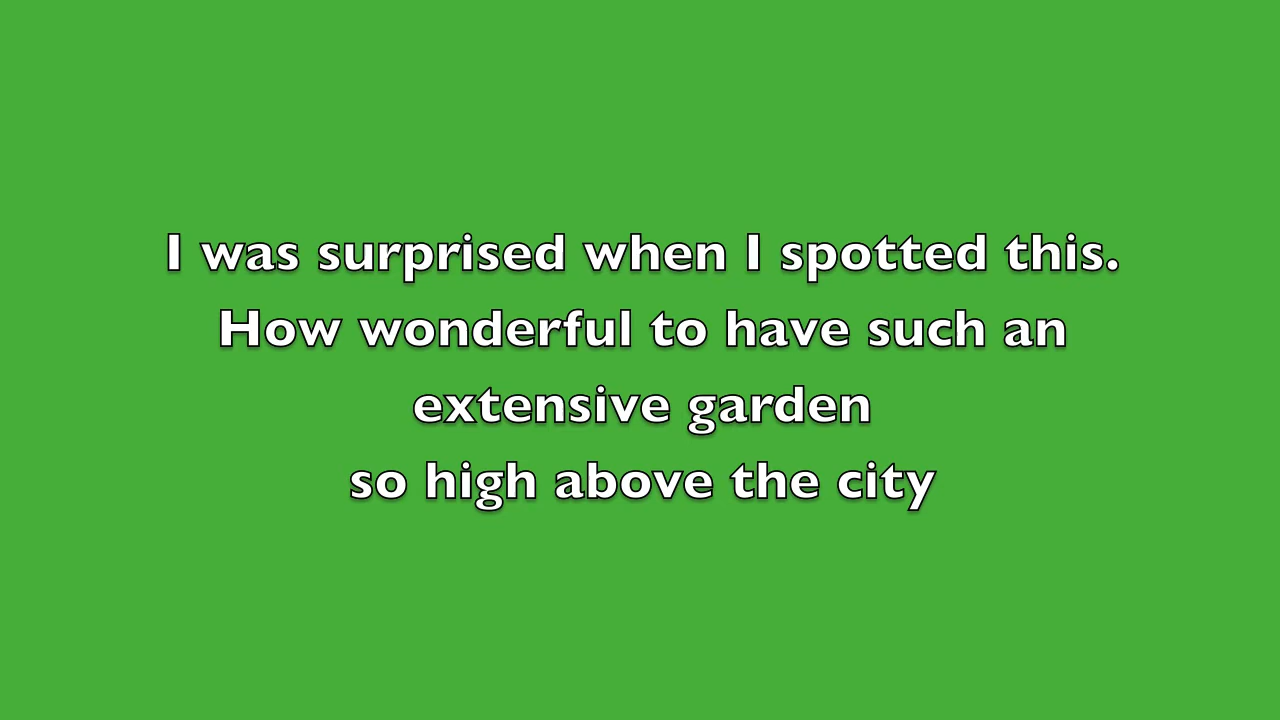 I was surprised when I spotted this.
How wonderful to have such an
extensive garden
so high above the city